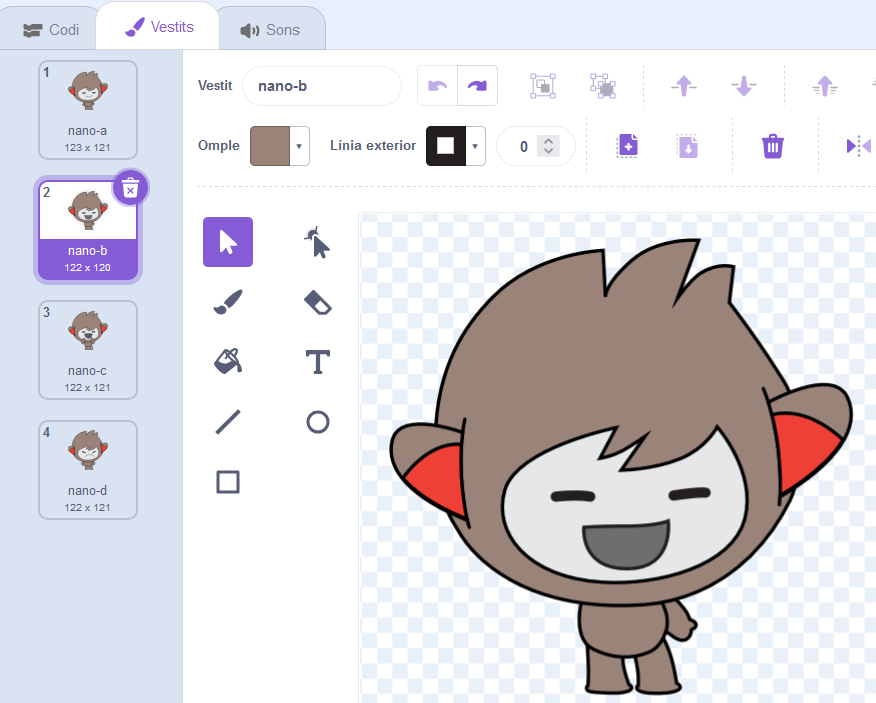 Codi
Vestits
Sons
1
nano-a
123 x 121
2
nano-b
122 x 120
3
nano-c
122 x 121
4
nano-d
122 x 121
Vestit
nano-b
Omple
Línia exterior
0
T